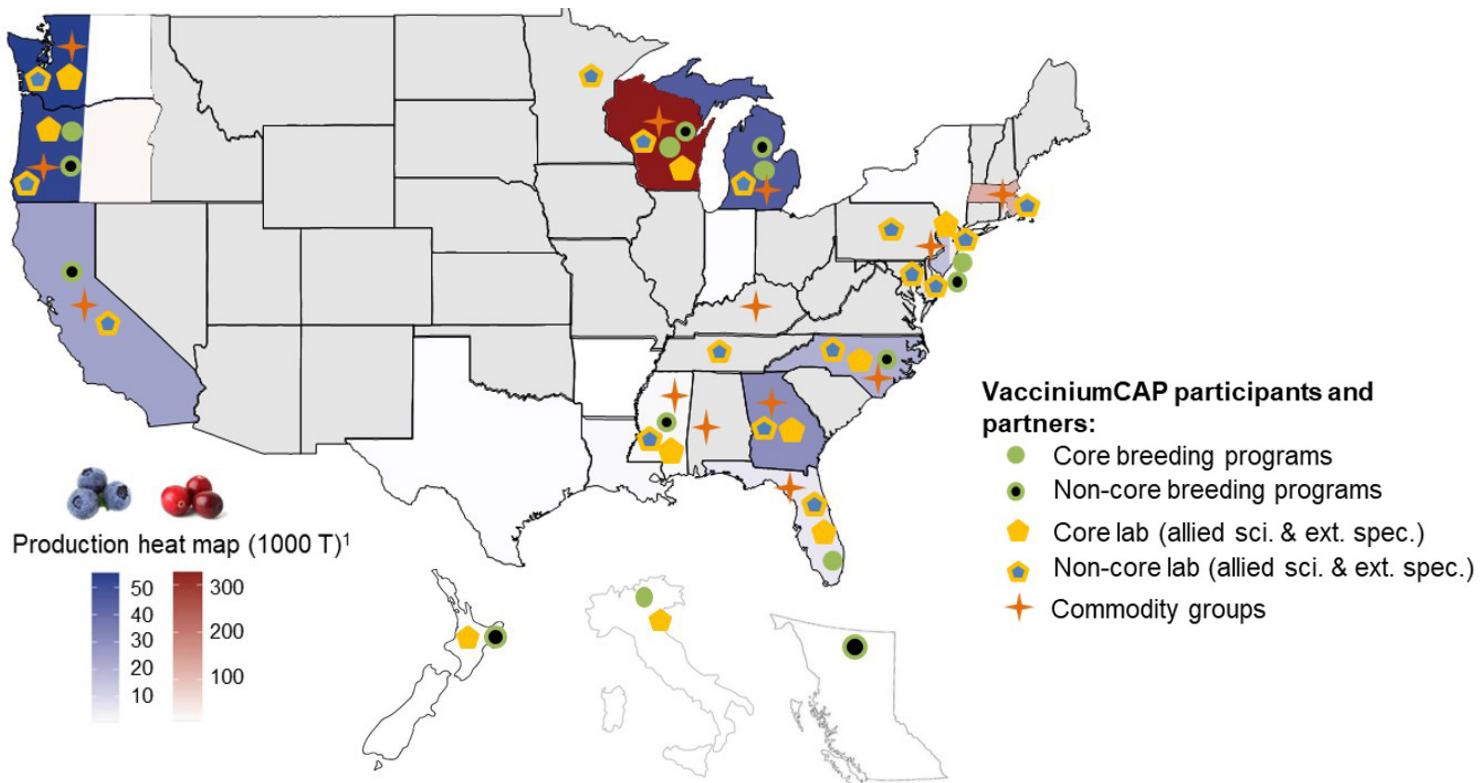 VacciniumCAP participants and
partners:
Core breeding programs
Non-core breeding programs
Core lab (allied sci. & ext. spec.)
Non-core lab (allied sci. & ext. spec.)
Commodity groups
Production heat map (1000 T)¹
50
40
30
20
10
300
200
100